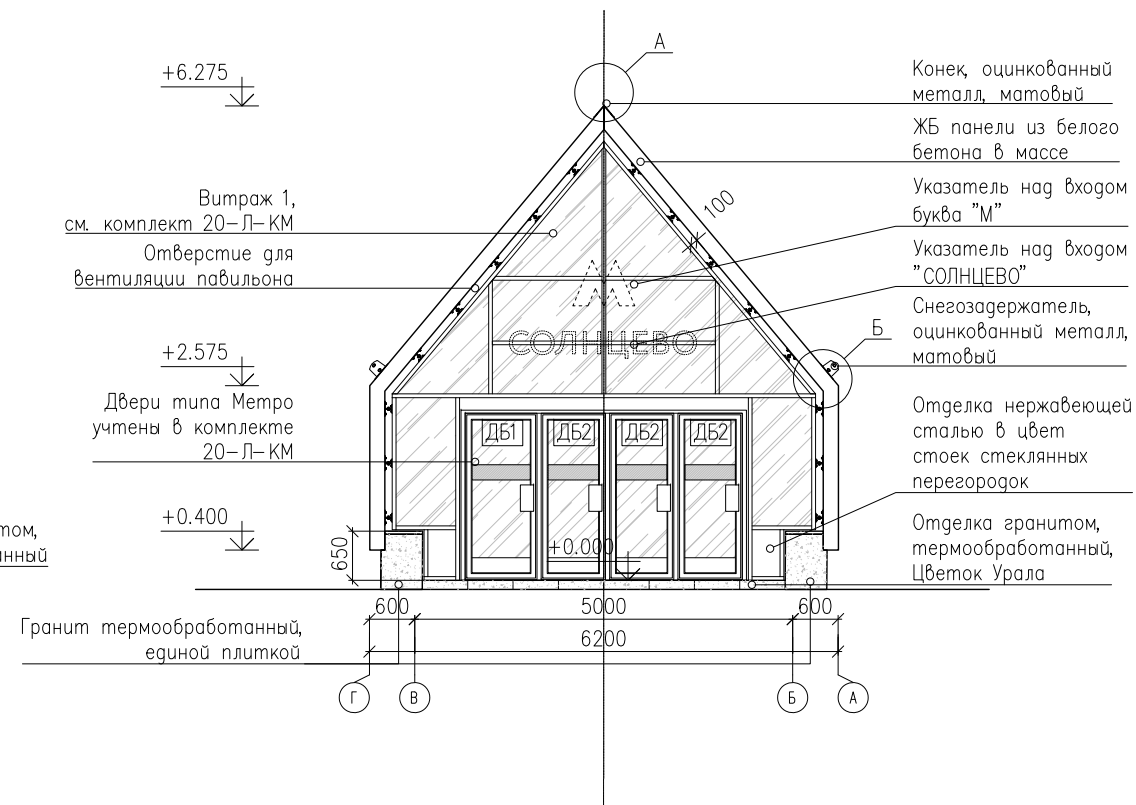 А
+6.275
Конек, оцинкованный
металл, матовый
ЖБ панели из белого
бетона в массе
Указатель над входом
буква "М"
Указатель над входом
"СОЛНЦЕВО"
Снегозадержатель,
оцинкованный металл,
матовый
Витраж 1,
см. комплект 20-Л-КМ
Отверстие для
вентиляции павильона
100
М
СОЛНЦЕВО
Б
+2.575
Двери типа Метро
учтены в комплекте
20-Л-КМ
ДБ1 ДБ2 ДБ2 ДБ2
Отделка нержавеющей
сталью в цвет
стоек стеклянных
перегородок
+0.400
том,
анный
650
+0.000
Отделка гранитом,
термообработанный,
Цветок Урала
600 5000 600
Гранит термообработанный,
единой плиткой
6200
Г В Б А